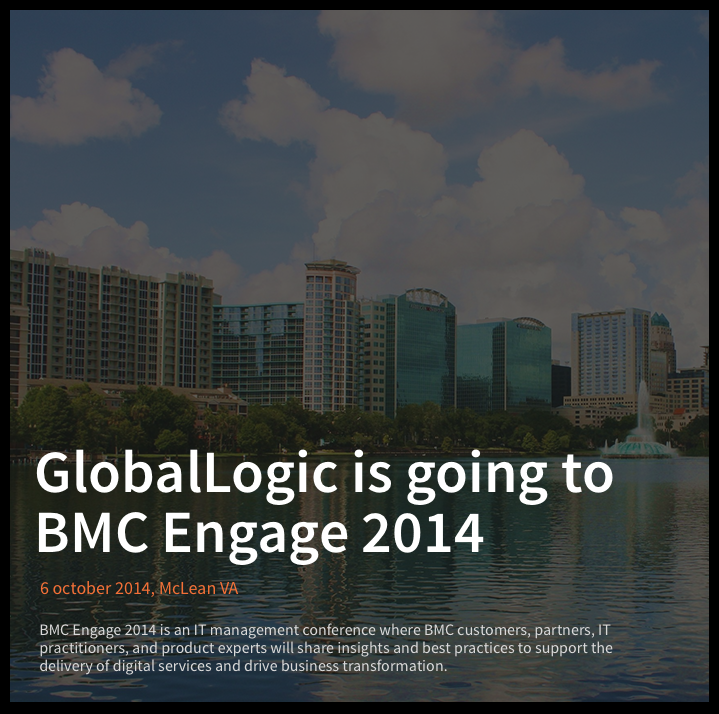 GlobalLogic is going to
BMC Engage 2014
6 october 2014, McLean VA
BMC Engage 2014 is an IT management conference where BMC customers, partners, IT
practitioners, and product experts will share insights and best practices to support the
delivery of digital services and drive business transformation.